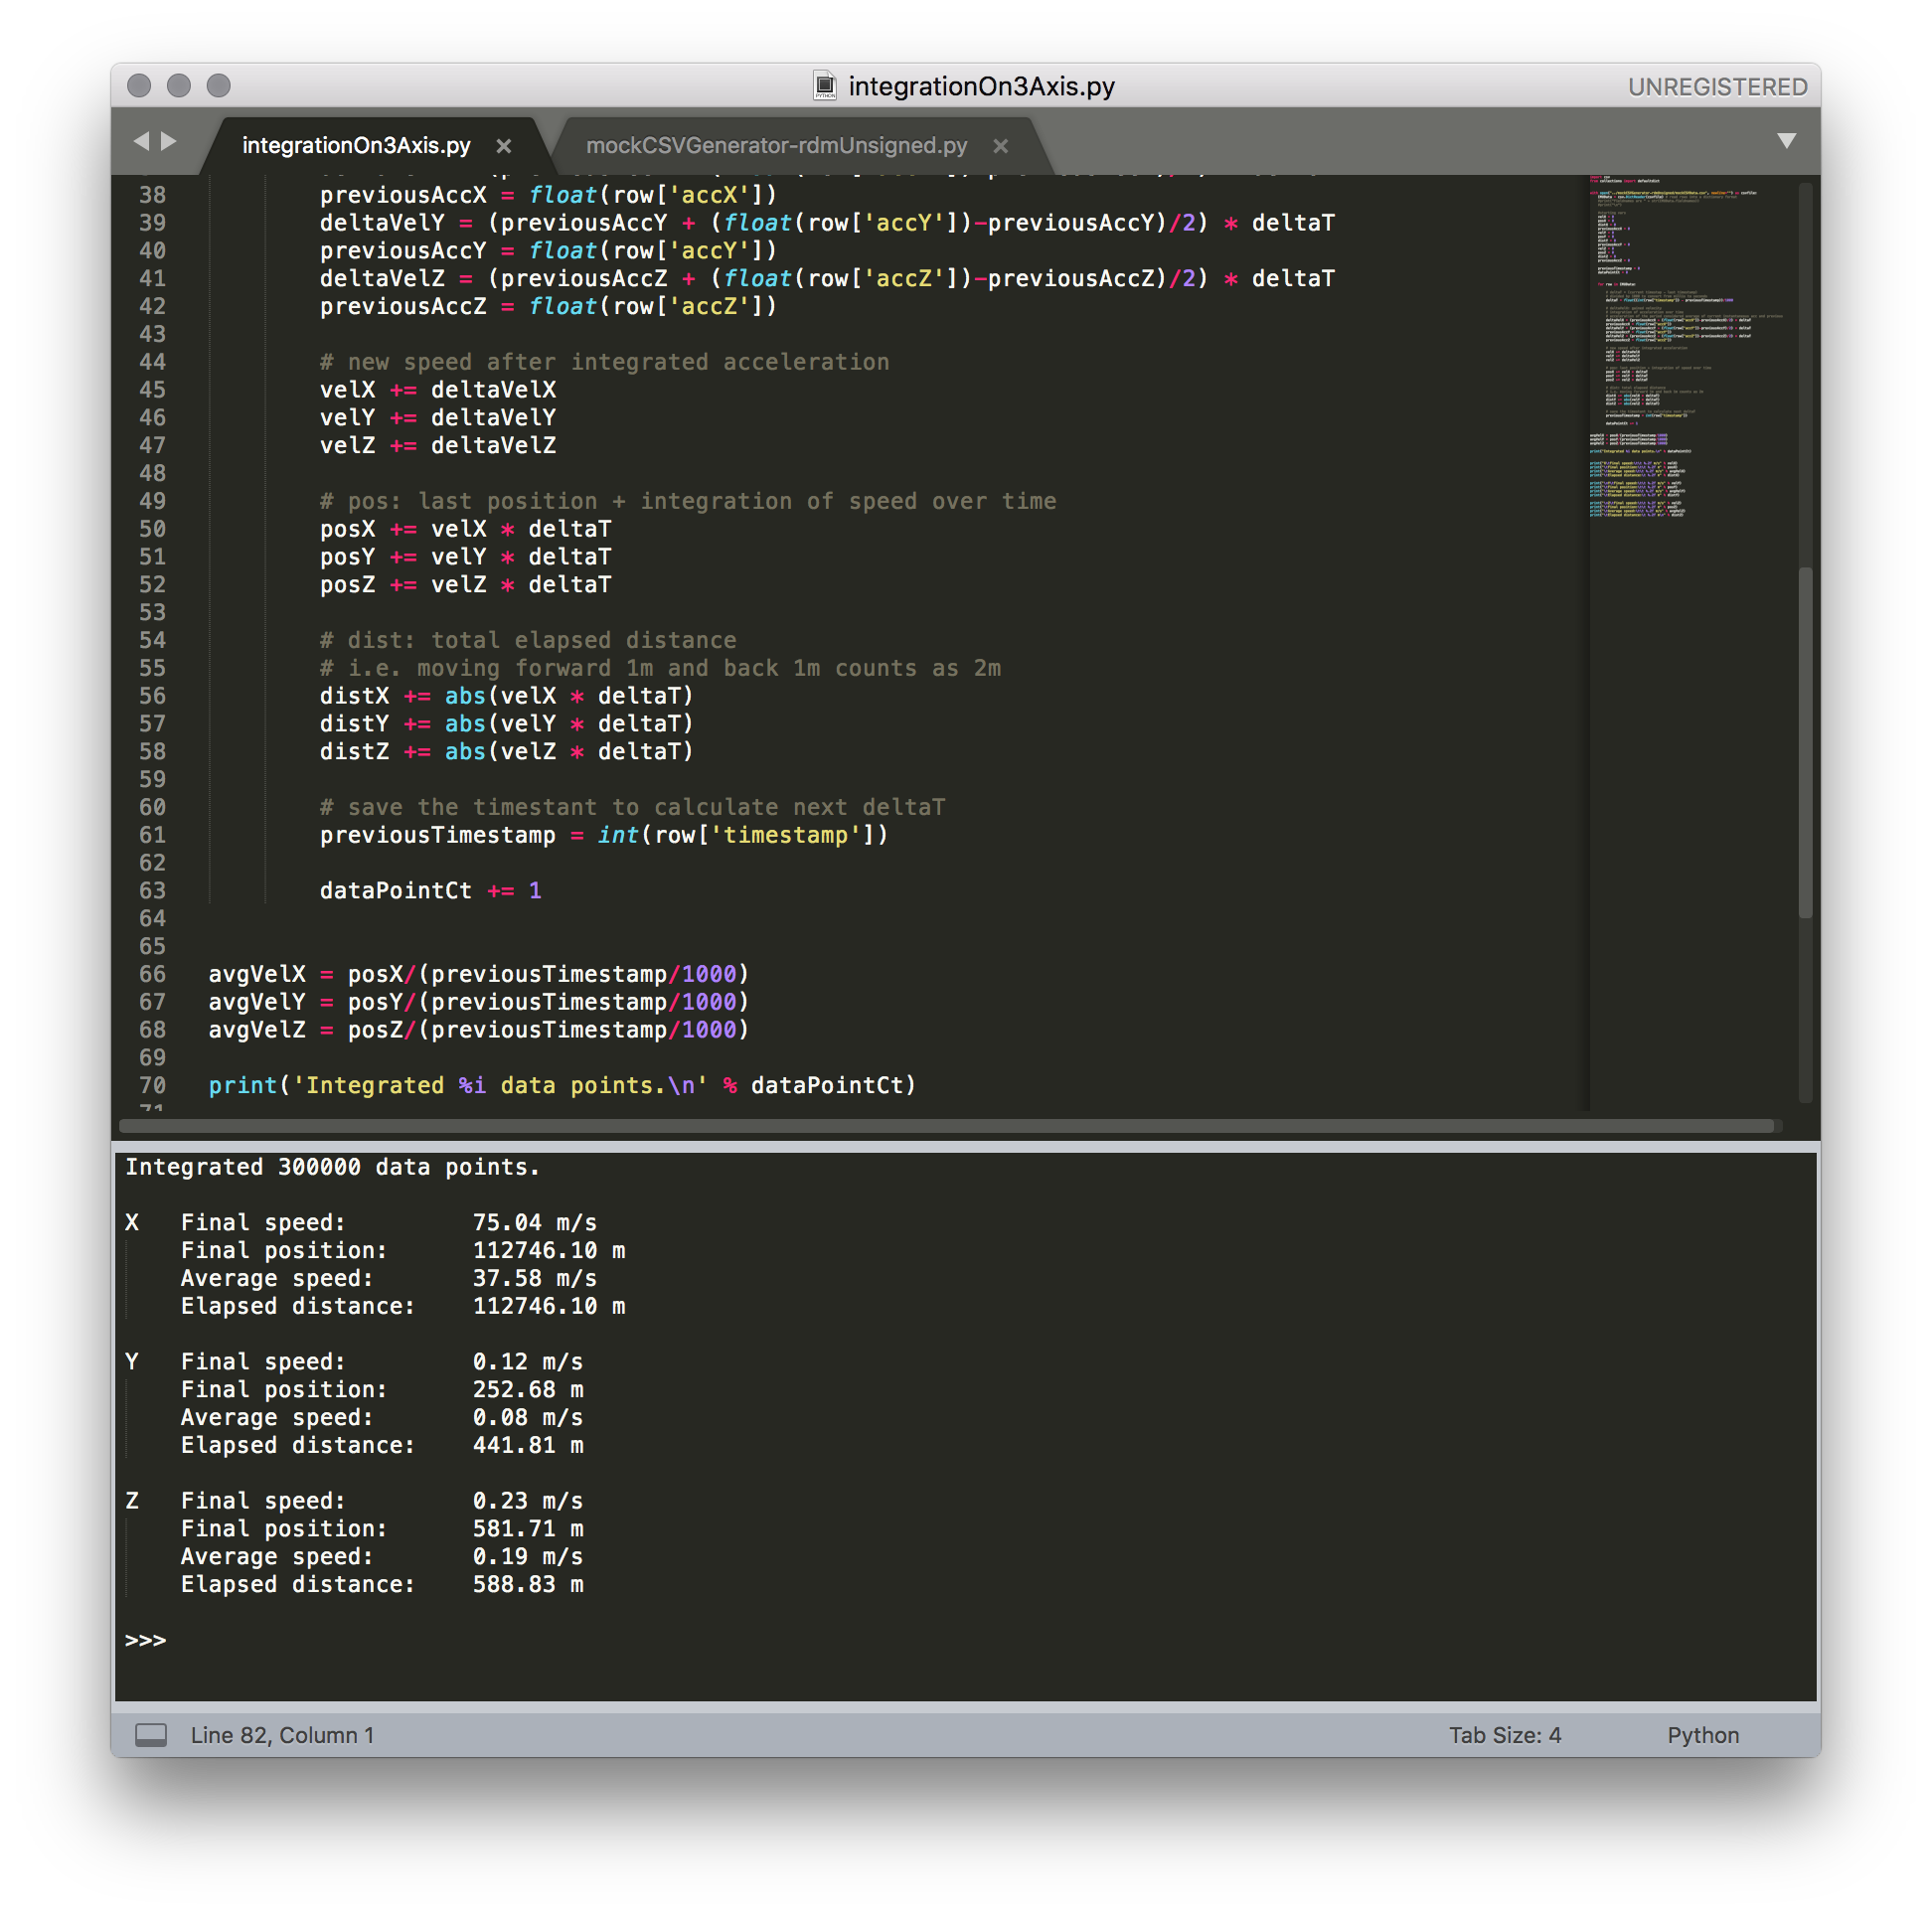 integrationOn3Axis.py
UNREGISTERED
integrationOn3Axis.py × mockCSVGenerator-rdmUnsigned.py ×
38 previousAccX = float(row['accX'])
39 deltaVelY = (previousAccY + (float(row['accY'])-previousAccY)/2) * deltaT
40 previousAccY = float(row['accY'])
41 deltaVelZ = (previousAccZ + (float(row['accZ'])-previousAccZ)/2) * deltaT
42 previousAccZ = float(row['accZ'])
43
44 # new speed after integrated acceleration
45 velX += deltaVelX
46 velY += deltaVelY
47 velZ += deltaVelZ
48
49 # pos: last position + integration of speed over time
50 posX += velX * deltaT
51 posY += velY * deltaT
52 posZ += velZ * deltaT
53
54 # dist: total elapsed distance
55 # i.e. moving forward 1m and back 1m counts as 2m
56 distX += abs(velX * deltaT)
57 distY += abs(velY * deltaT)
58 distZ += abs(velZ * deltaT)
59
60 # save the timestant to calculate next deltaT
61 previousTimestamp = int(row['timestamp'])
62
63 dataPointCt += 1
64
65
66 avgVelX = posX/(previousTimestamp/1000)
67 avgVelY = posY/(previousTimestamp/1000)
68 avgVelZ = posZ/(previousTimestamp/1000)
69
70 print('Integrated %i data points.\n' % dataPointCt)
71
Integrated 300000 data points.
X Final speed: 75.04 m/s
Final position: 112746.10 m
Average speed: 37.58 m/s
Elapsed distance: 112746.10 m
Y Final speed: 0.12 m/s
Final position: 252.68 m
Average speed: 0.08 m/s
Elapsed distance: 441.81 m
Z Final speed: 0.23 m/s
Final position: 581.71 m
Average speed: 0.19 m/s
Elapsed distance: 588.83 m
>>>
Line 82, Column 1
Tab Size: 4
Python